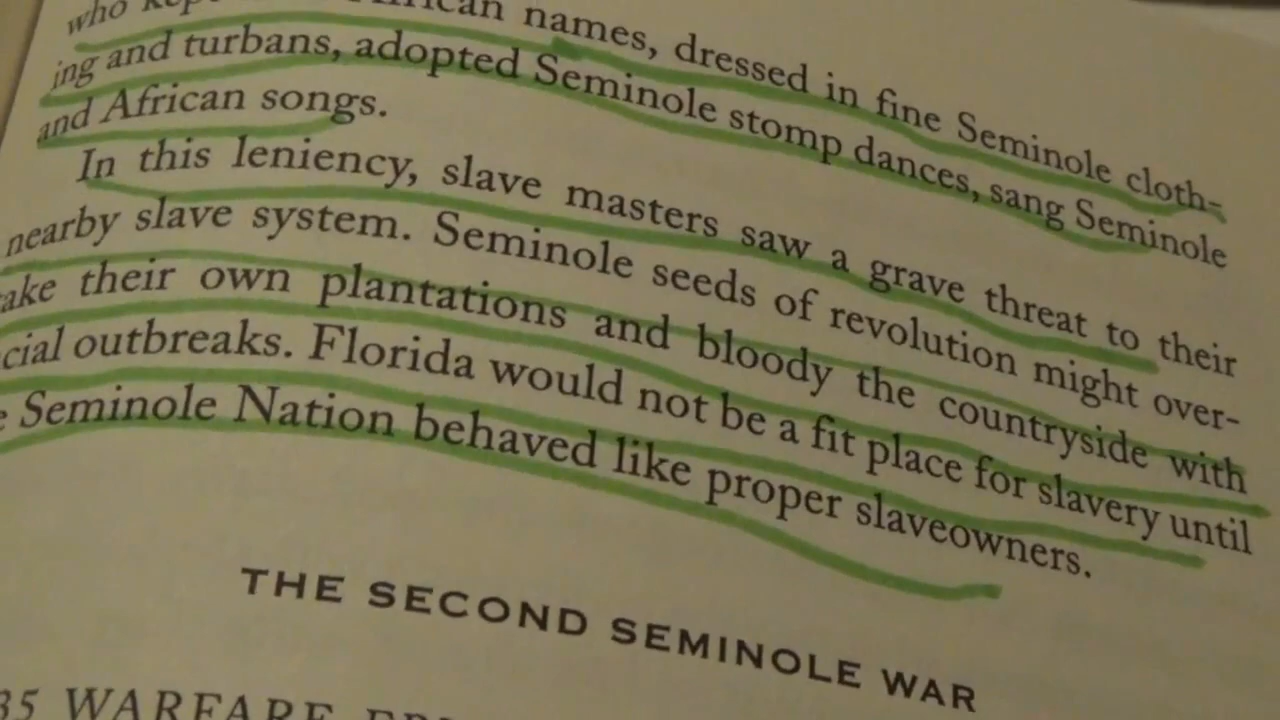 who names, dressed in fine Seminole cloth-
ing and turbans, adopted Seminole stomp dances, sang Seminole
and African songs.
In this leniency, slave masters saw a grave threat to their
nearby slave system. Seminole seeds of revolution might over-
ake their own plantations and bloody the countryside with
cial outbreaks. Florida would not be a fit place for slavery until
e Seminole Nation behaved like proper slaveowners.
THE SECOND SEMINOLE WAR
35 WARFARE